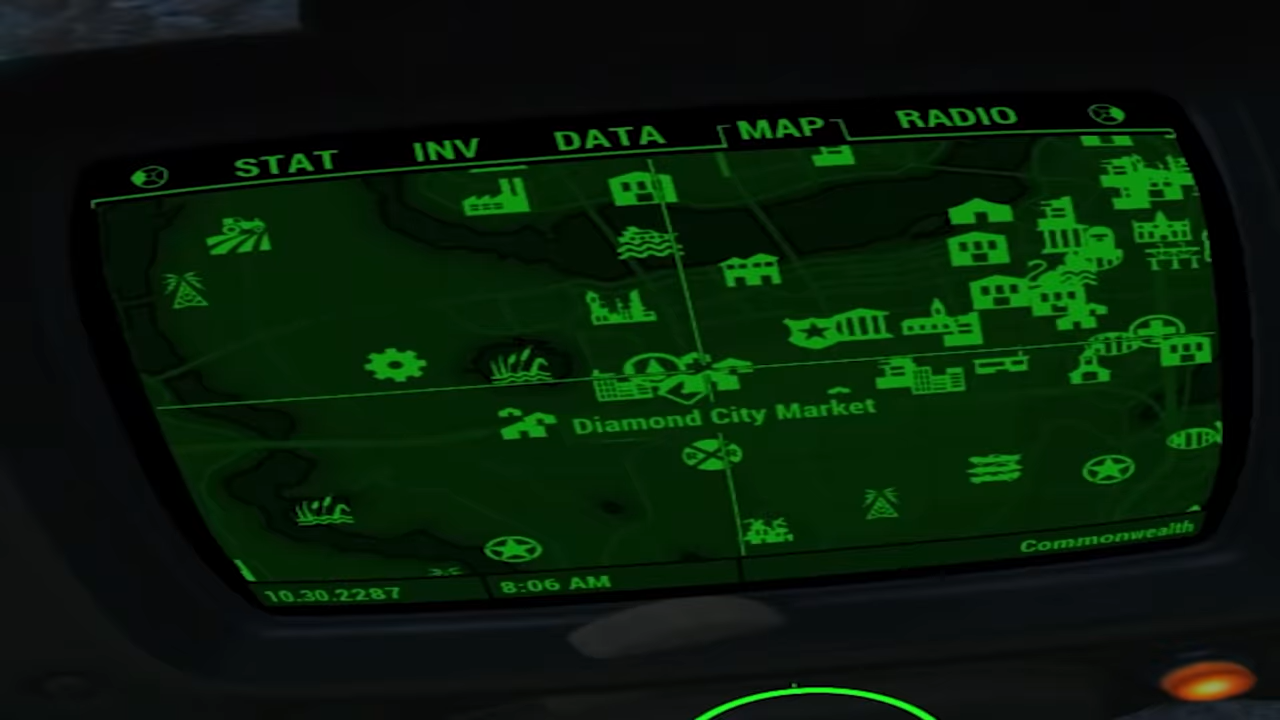 STAT INV DATA MAP RADIO
Diamond City Market
R R
Commonwealth
10.30.2287 8:06 AM